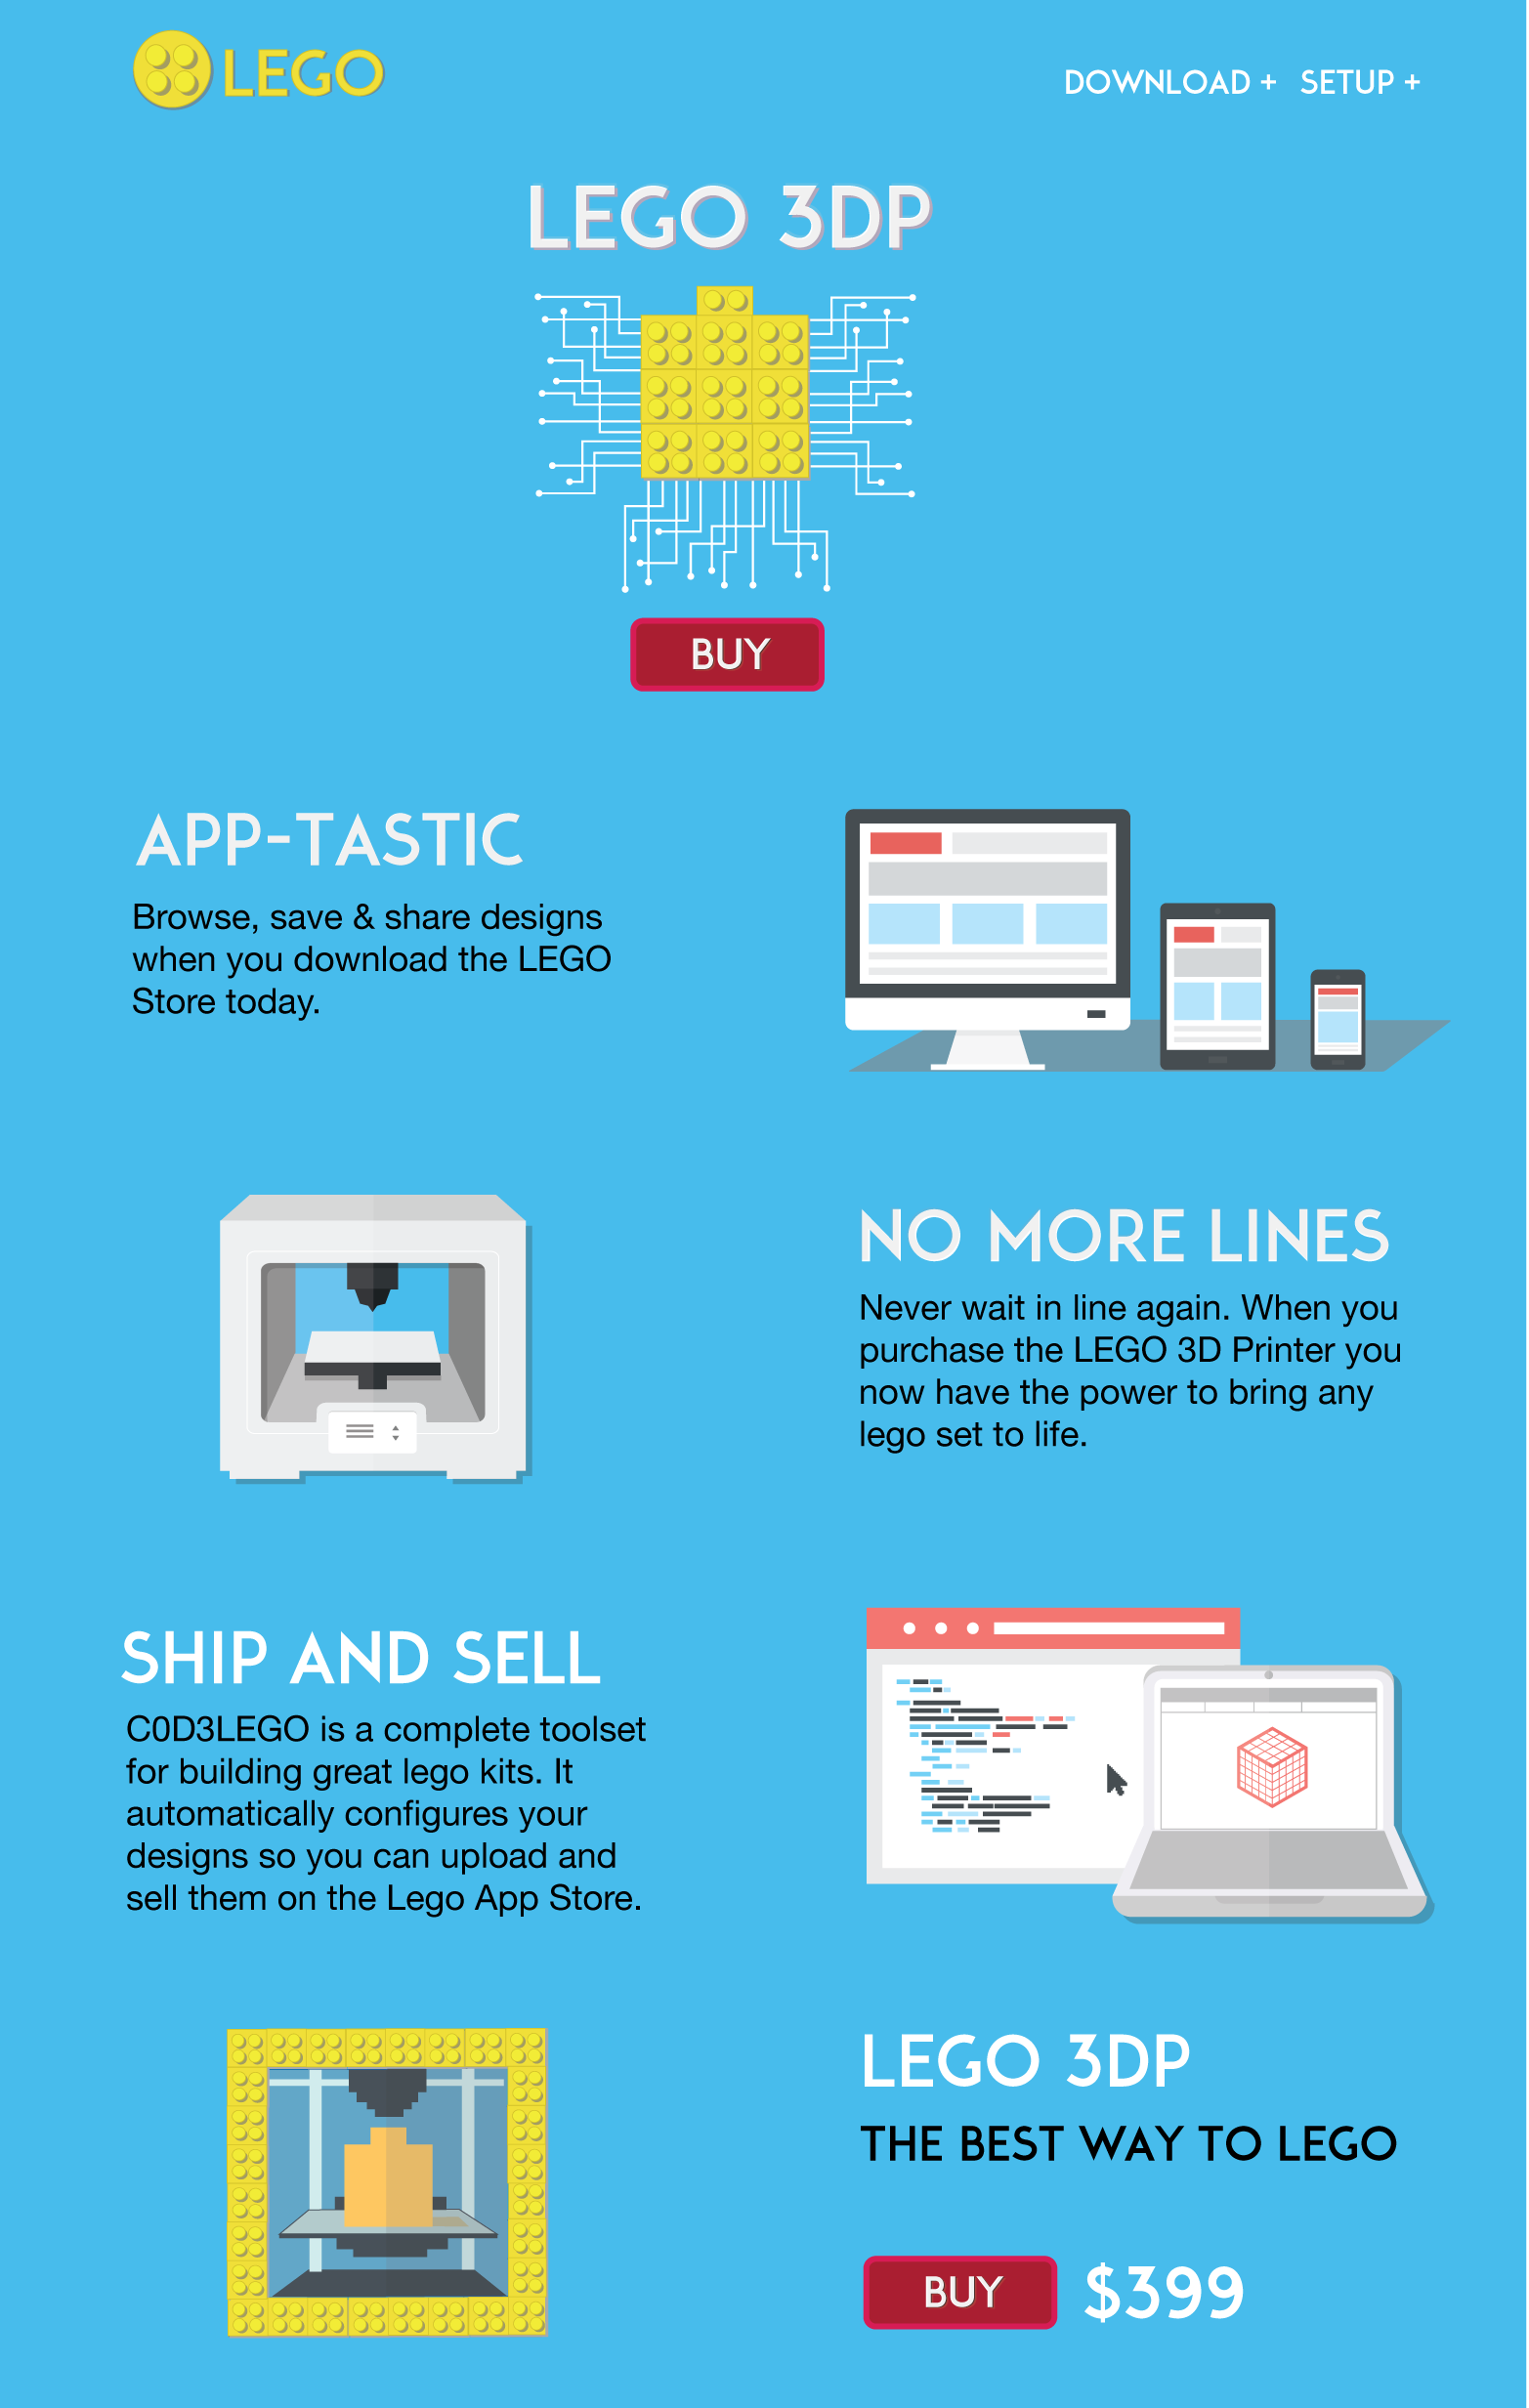 LEGO
DOWNLOAD + SETUP +
LEGO 3DP
BUY
APP-TASTIC
Browse, save & share designs
when you download the LEGO
Store today.
NO MORE LINES
Never wait in line again. When you
purchase the LEGO 3D Printer you
now have the power to bring any
lego set to life.
SHIP AND SELL
C0D3LEGO is a complete toolset
for building great lego kits. It
automatically configures your
designs so you can upload and
sell them on the Lego App Store.
LEGO 3DP
THE BEST WAY TO LEGO
BUY $399